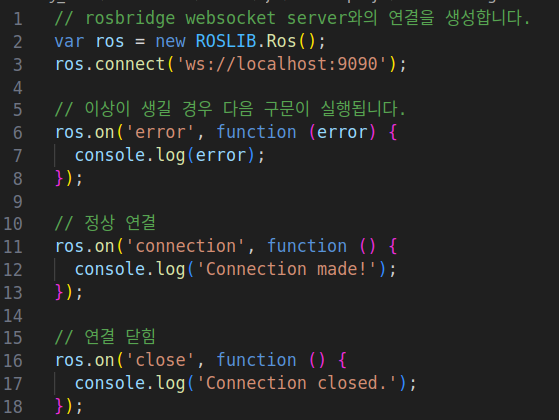 1 // rosbridge websocket server와의 연결을 생성합니다.
2 var ros = new ROSLIB.Ros();
3 ros.connect('ws://localhost:9090');
4
5 // 이상이 생길 경우 다음 구문이 실행됩니다.
6 ros.on('error', function (error) {
7   console.log(error);
8 });
9
10 // 정상 연결
11 ros.on('connection', function () {
12   console.log('Connection made!');
13 });
14
15 // 연결 닫힘
16 ros.on('close', function () {
17   console.log('Connection closed.');
18 });